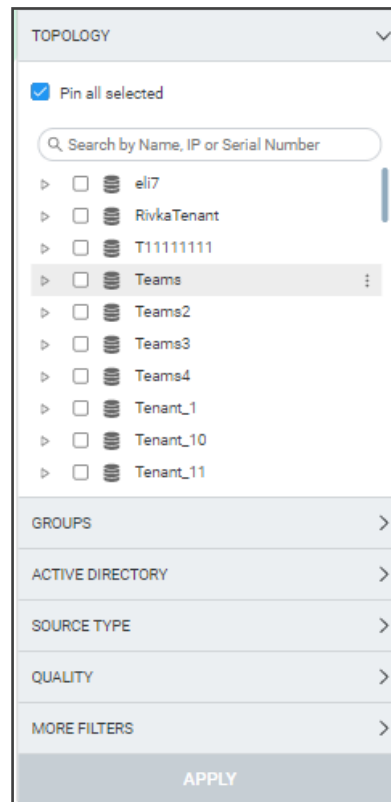 TOPOLOGY
Pin all selected
Search by Name, IP or Serial Number
eli7
RivkaTenant
T11111111
Teams
Teams2
Teams3
Teams4
Tenant_1
Tenant_10
Tenant_11
GROUPS
ACTIVE DIRECTORY
SOURCE TYPE
QUALITY
MORE FILTERS
APPLY